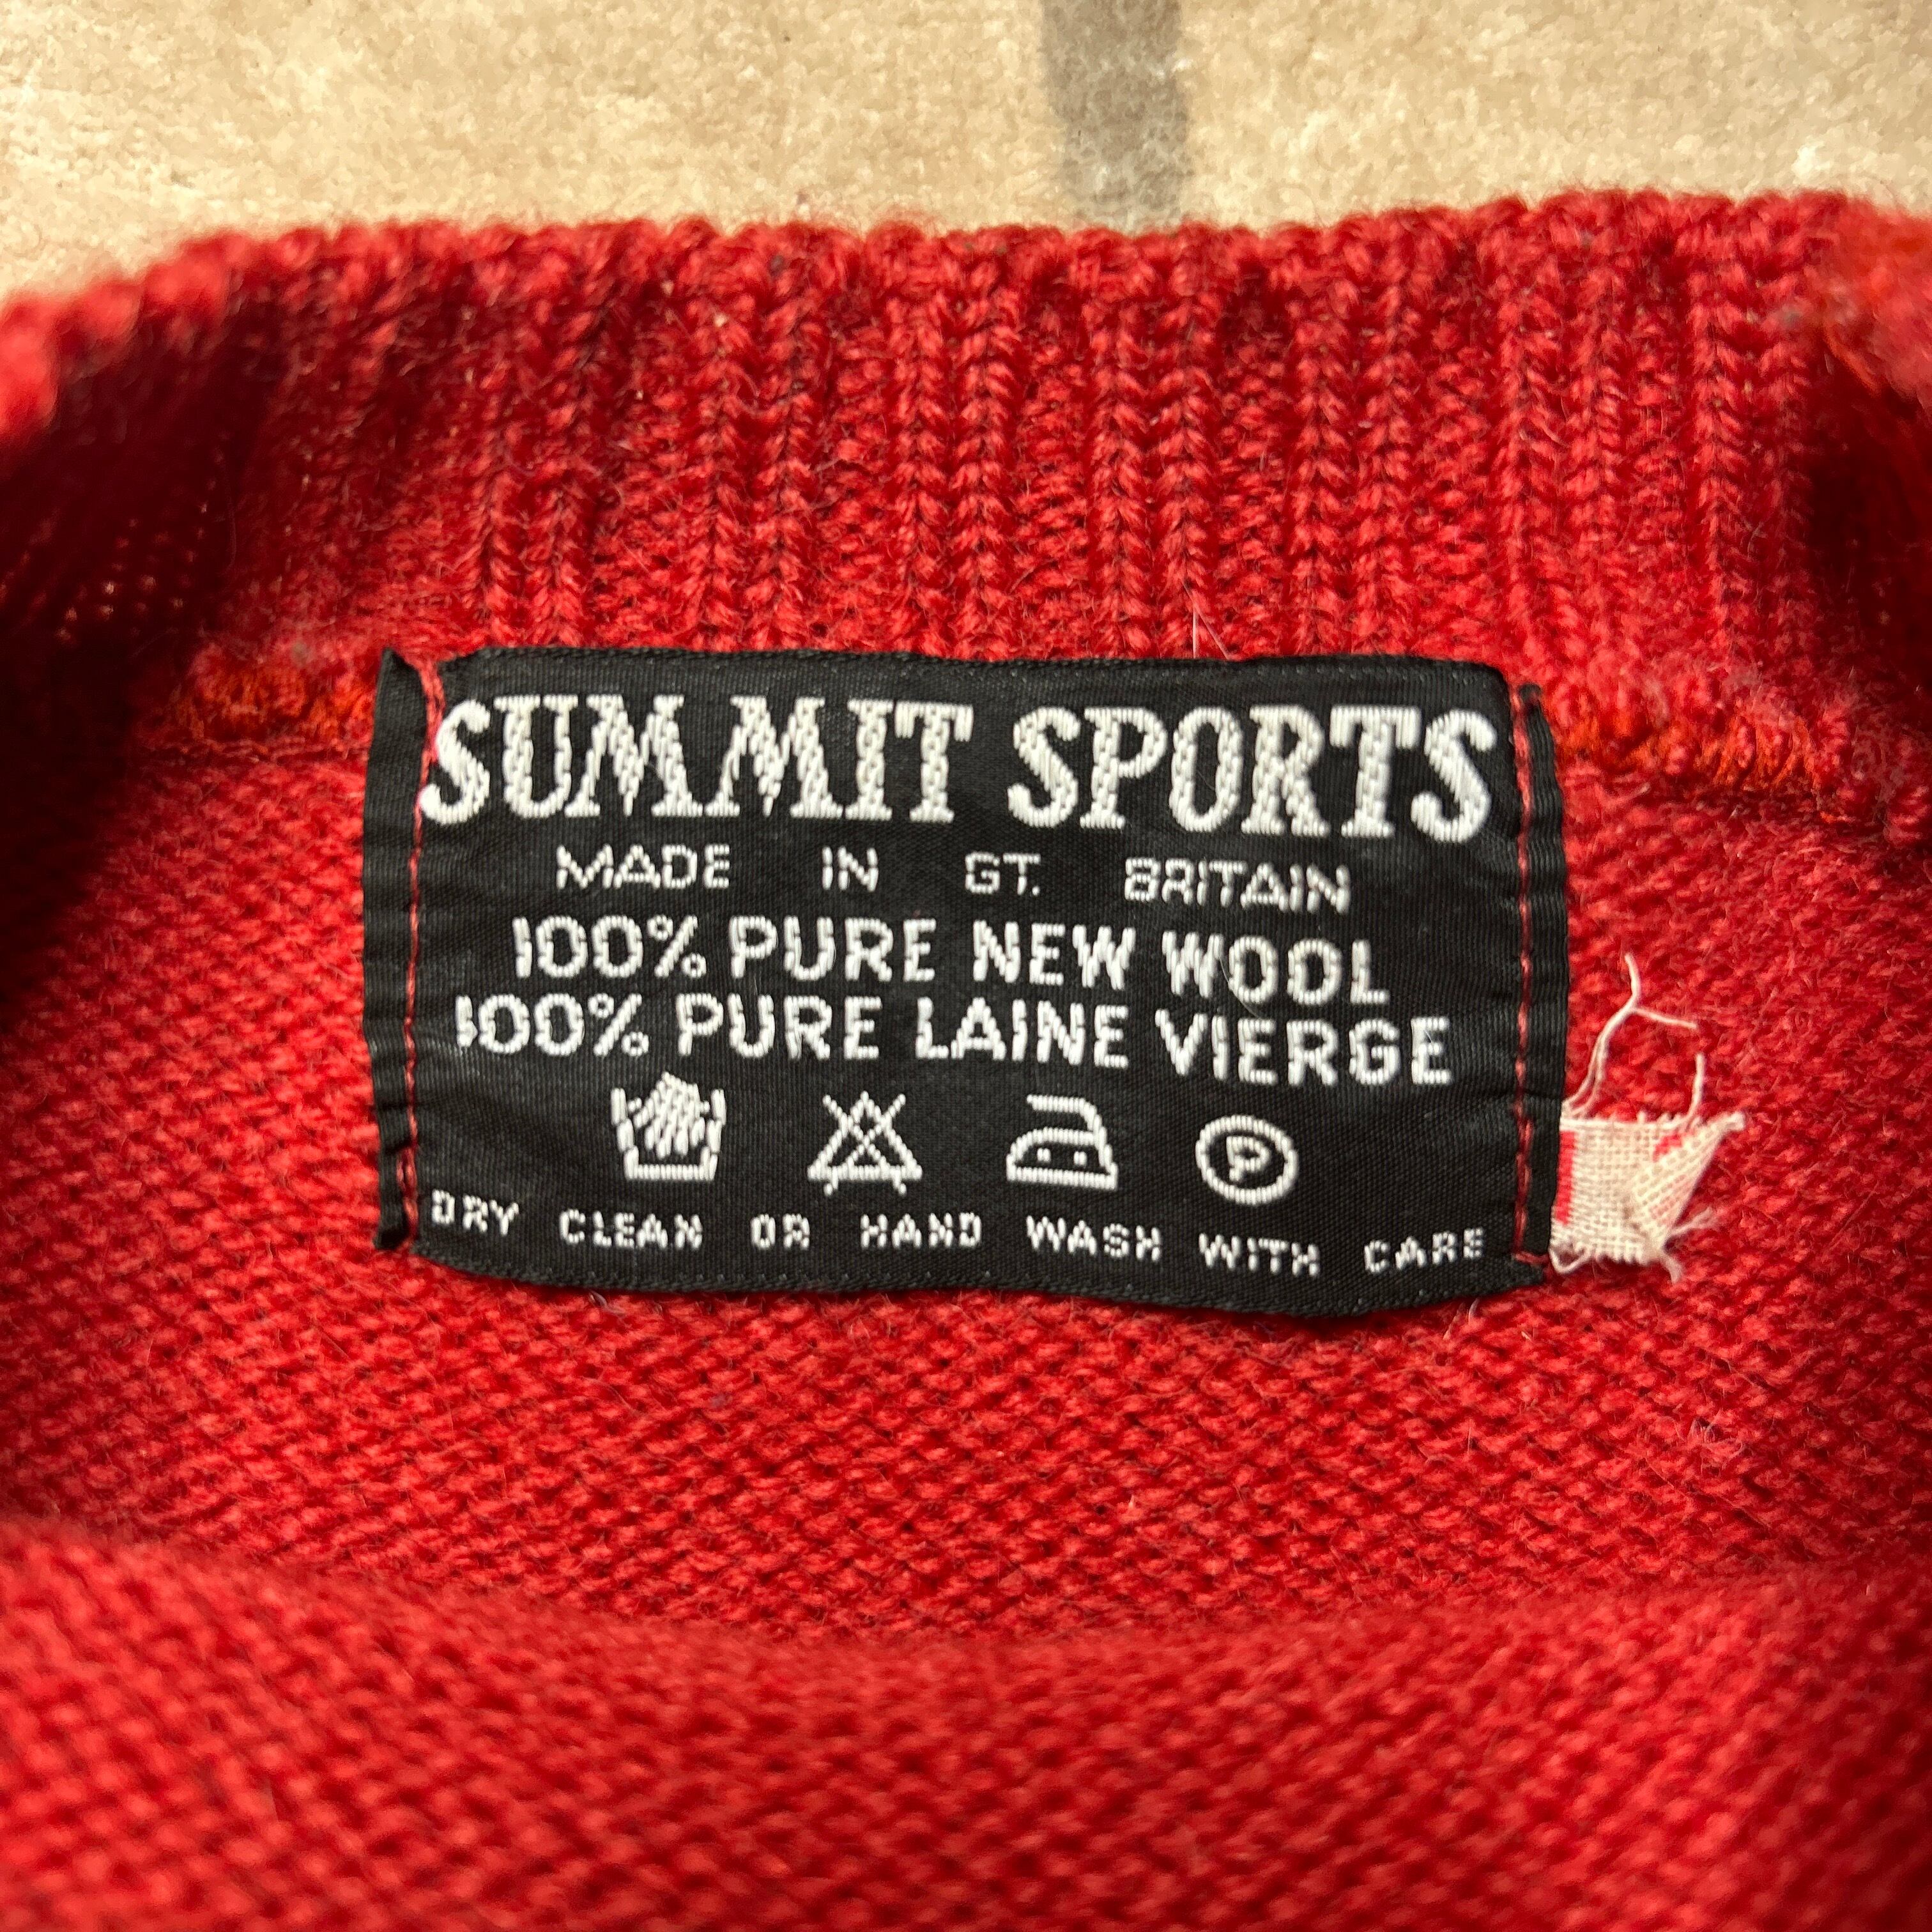 SUMMIT SPORTS
MADE IN GT. BRITAIN
100% PURE NEW WOOL
100% PURE LAINE VIERGE
P
DRY CLEAN OR HAND WASH WITH CARE